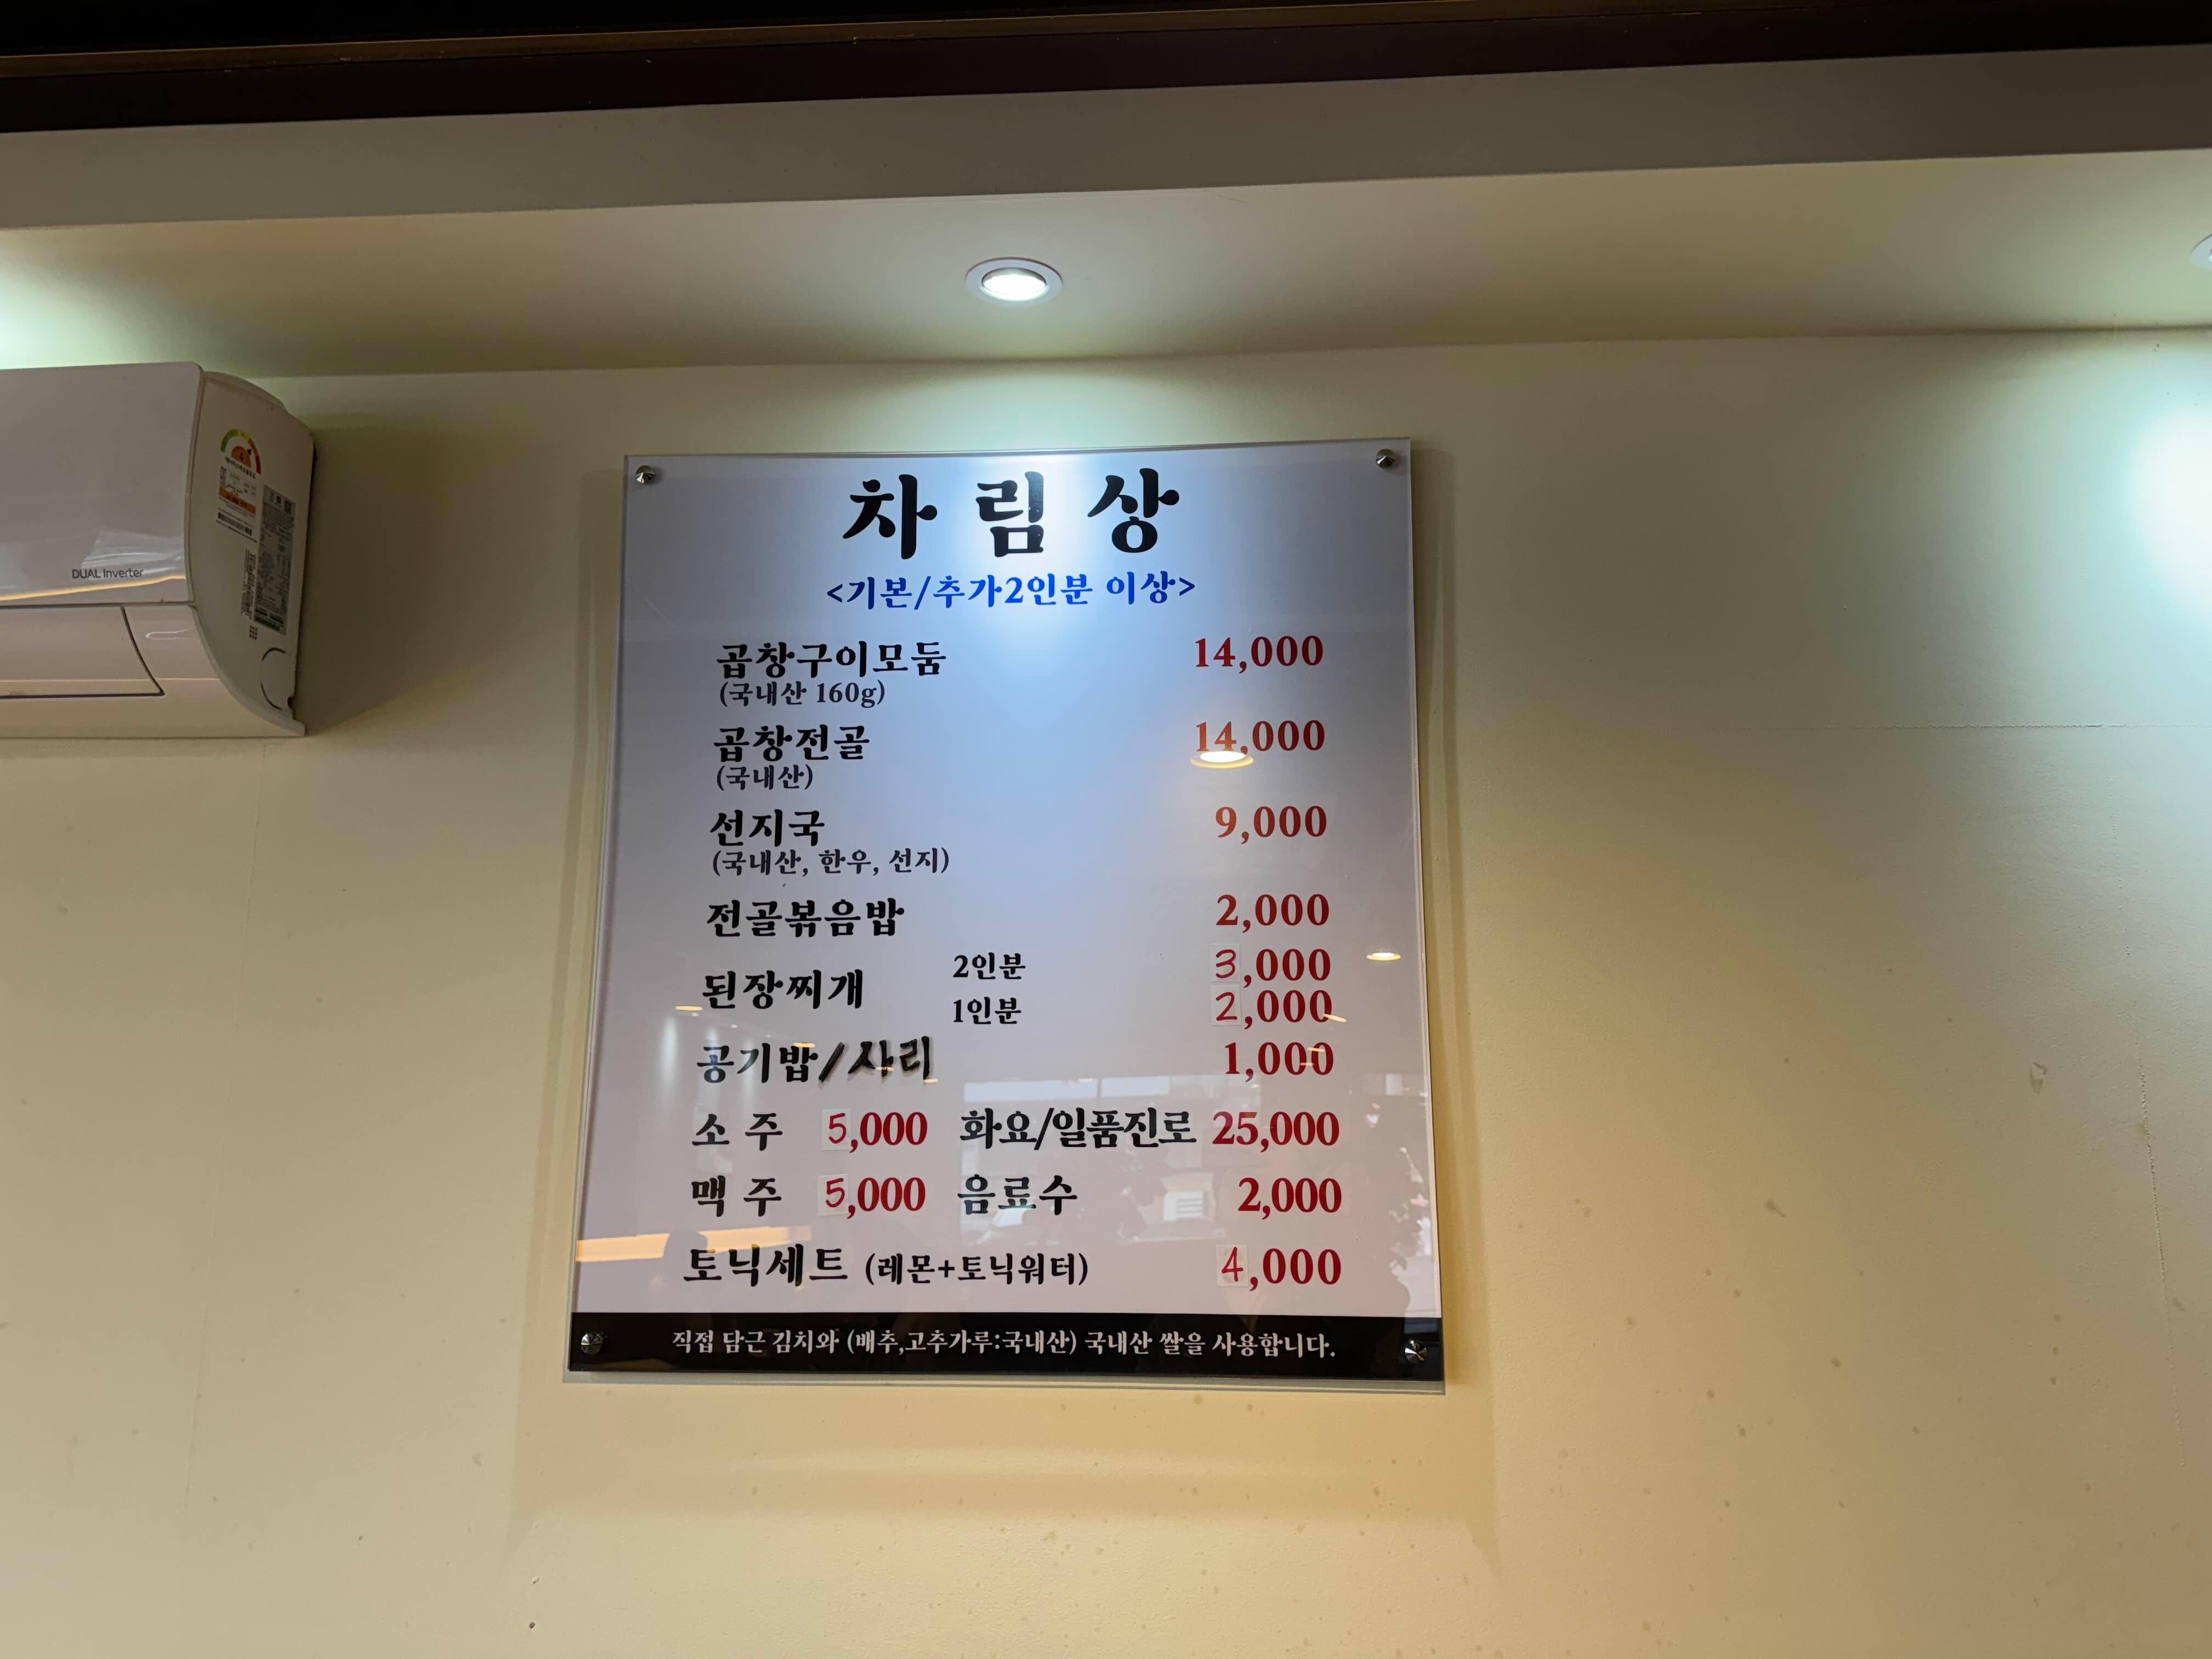 차림상
<기본/추가2인분 이상>
곱창구이모둠 14,000
(국내산 160g)
곱창전골 14,000
(국내산)
선지국 9,000
(국내산, 한우, 선지)
전골볶음밥 2,000
된장찌개 2인분 3,000
1인분 2,000
공기밥/사리 1,000
소주 5,000 화요/일품진로 25,000
맥주 5,000 음료수 2,000
토닉세트 (레몬+토닉워터) 4,000
직접 담근 김치와 (배추,고추가루:국내산) 국내산 쌀을 사용합니다.
DUAL Inverter